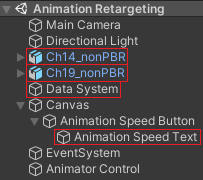 Animation Retargeting
Main Camera
Directional Light
Ch14_nonPBR
Ch19_nonPBR
Data System
Canvas
Animation Speed Button
Animation Speed Text
EventSystem
Animator Control